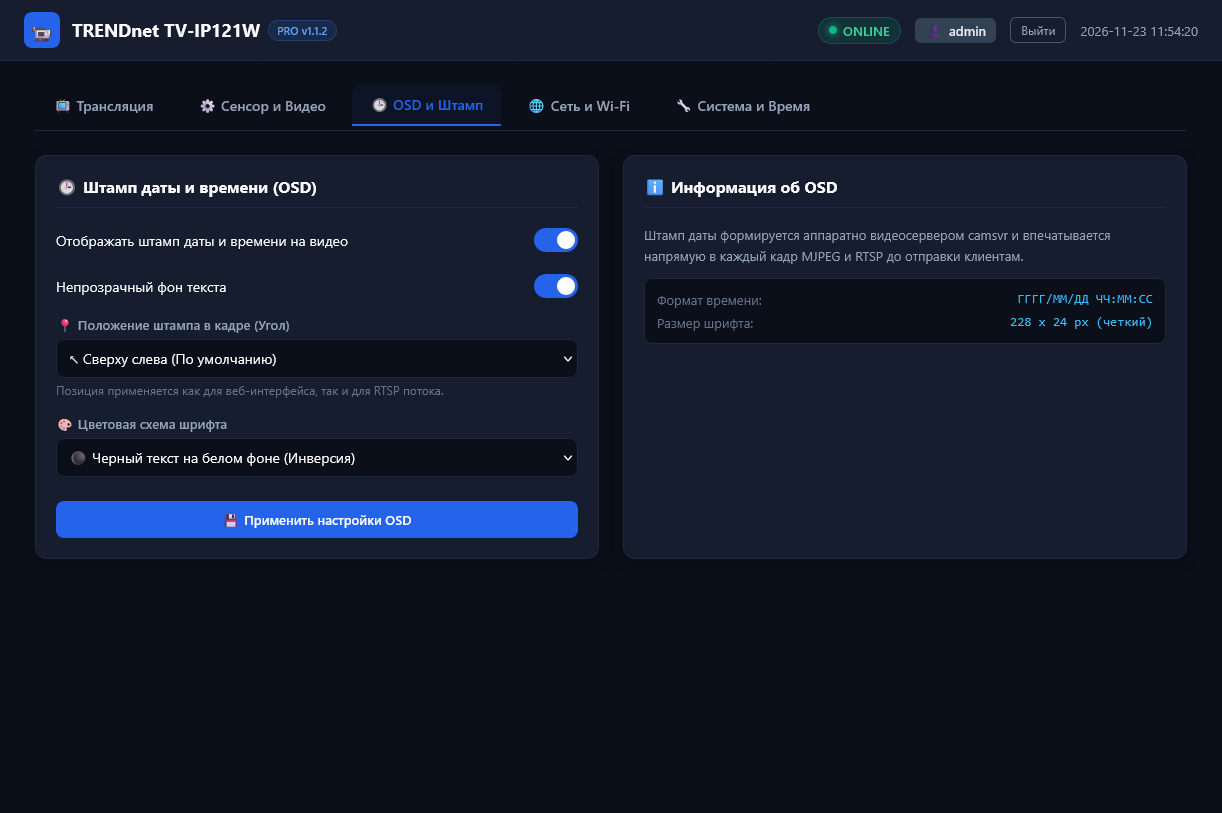 TRENDnet TV-IP121W PRO v1.1.2 ONLINE admin Выйти 2026-11-23 11:54:20
Трансляция Сенсор и Видео OSD и Штамп Сеть и Wi-Fi Система и Время
Штамп даты и времени (OSD)
Отображать штамп даты и времени на видео
Непрозрачный фон текста
Положение штампа в кадре (Угол)
↖ Сверху слева (По умолчанию)
Позиция применяется как для веб-интерфейса, так и для RTSP потока.
Цветовая схема шрифта
Черный текст на белом фоне (Инверсия)
Применить настройки OSD
Информация об OSD
Штамп даты формируется аппаратно видеосервером camsvr и впечатывается
напрямую в каждый кадр MJPEG и RTSP до отправки клиентам.
Формат времени: ГГГГ/ММ/ДД ЧЧ:ММ:СС
Размер шрифта: 228 x 24 px (четкий)